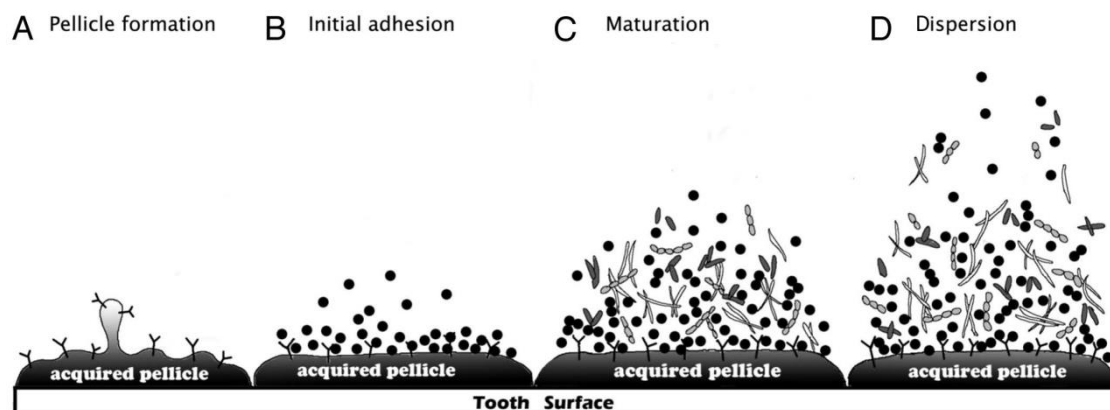 A Pellicle formation
B Initial adhesion
C Maturation
D Dispersion
acquired pellicle
acquired pellicle
acquired pellicle
acquired pellicle
Tooth Surface